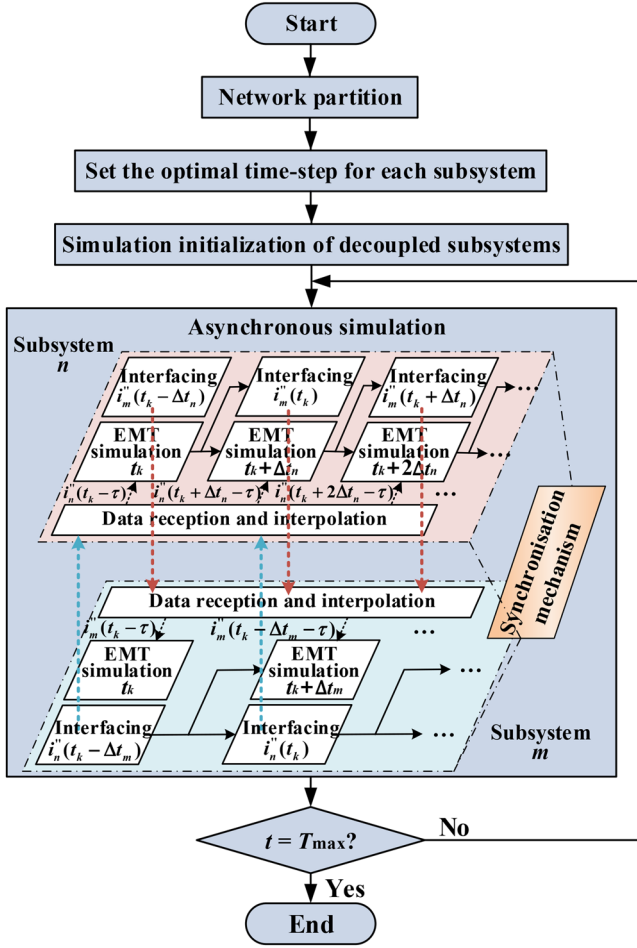 Start
Network partition
Set the optimal time-step for each subsystem
Simulation initialization of decoupled subsystems
Asynchronous simulation
Subsystem
n
Interfacing
i''m(tk − Δtn)
Interfacing
i''m(tk)
Interfacing
i''m(tk + Δtn)
...
EMT
simulation
tk
EMT
simulation
tk + Δtn
EMT
simulation
tk + 2Δtn
...
i''n(tk − τ)
i''n(tk + Δtn − τ)
i''n(tk + 2Δtn − τ)
...
Data reception and interpolation
Synchronisation
mechanism
Data reception and interpolation
i''m(tk − τ)
i''m(tk − Δtm − τ)
...
EMT
simulation
tk
EMT
simulation
tk + Δtm
...
Interfacing
i''n(tk − Δtm)
Interfacing
i''n(tk)
...
Subsystem
m
t = Tmax?
No
Yes
End